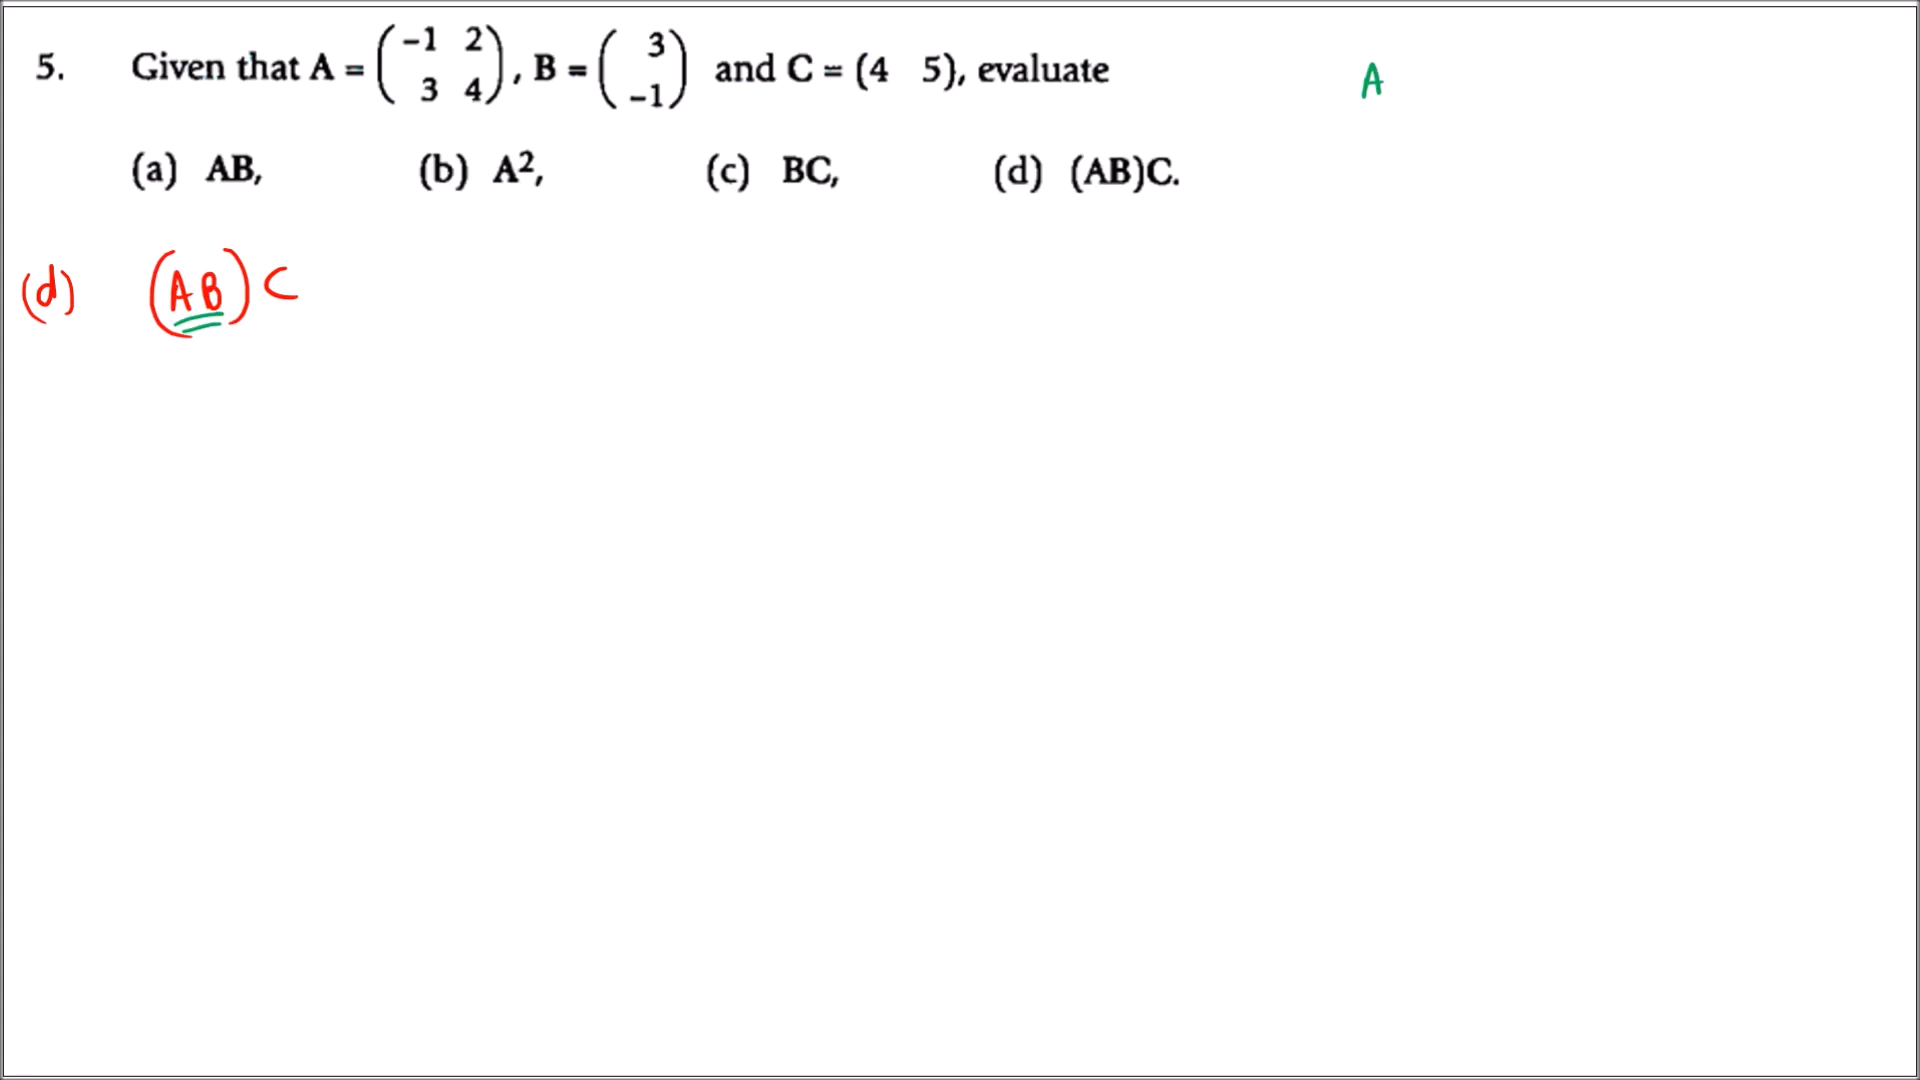 5. Given that A = (-1 2 3 4), B = (3 -1) and C = (4 5), evaluate
A
(a) AB, (b) A², (c) BC, (d) (AB)C.
(d) (AB)C